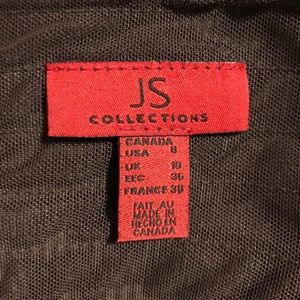 JS
COLLECTIONS
CANADA
USA 8
UK 10
EEC 36
FRANCE 38
FAIT AU
MADE IN
HECHO EN
CANADA